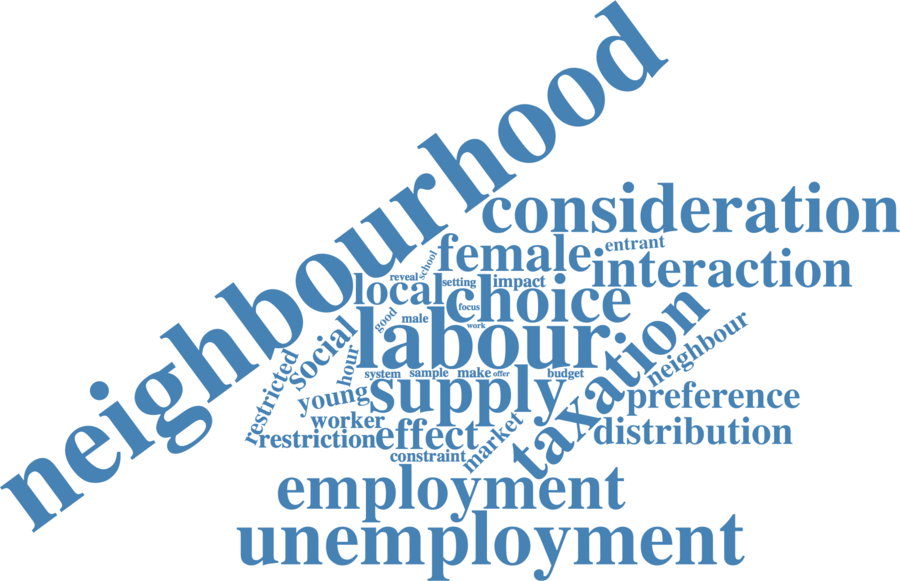 neighbourhood
consideration
female
entrant
interaction
school
reveal
setting
impact
local
choice
focus
good
male
work
labour
taxation
neighbour
social
hour
restricted
system
sample
make
offer
budget
young
supply
preference
worker
market
restriction
effect
distribution
constraint
employment
unemployment